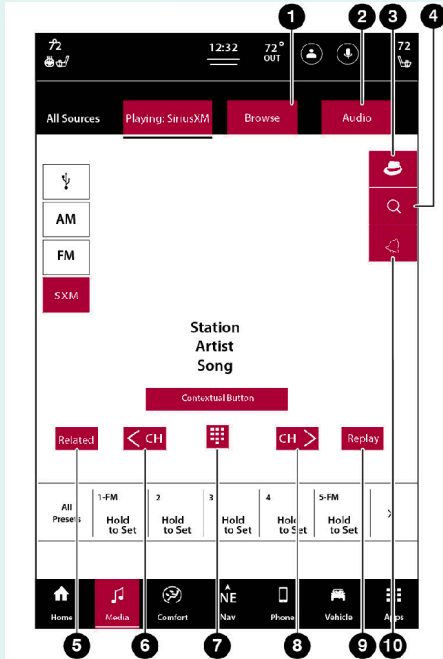 1 2 3 4
72 12:32 72° OUT 72
All Sources Playing: SiriusXM Browse Audio
AM
FM
SXM
Station
Artist
Song
Contextual Button
Related < CH CH > Replay
All Presets
1-FM Hold to Set
2 Hold to Set
3 Hold to Set
4 Hold to Set
5-FM Hold to Set
Home Media Comfort NE Nav Phone Vehicle Apps
5 6 7 8 9 10